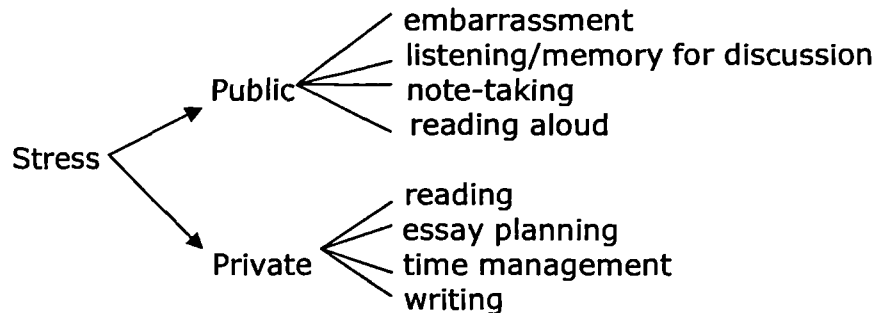 embarrassment
listening/memory for discussion
Public
note-taking
reading aloud
Stress
reading
essay planning
Private
time management
writing